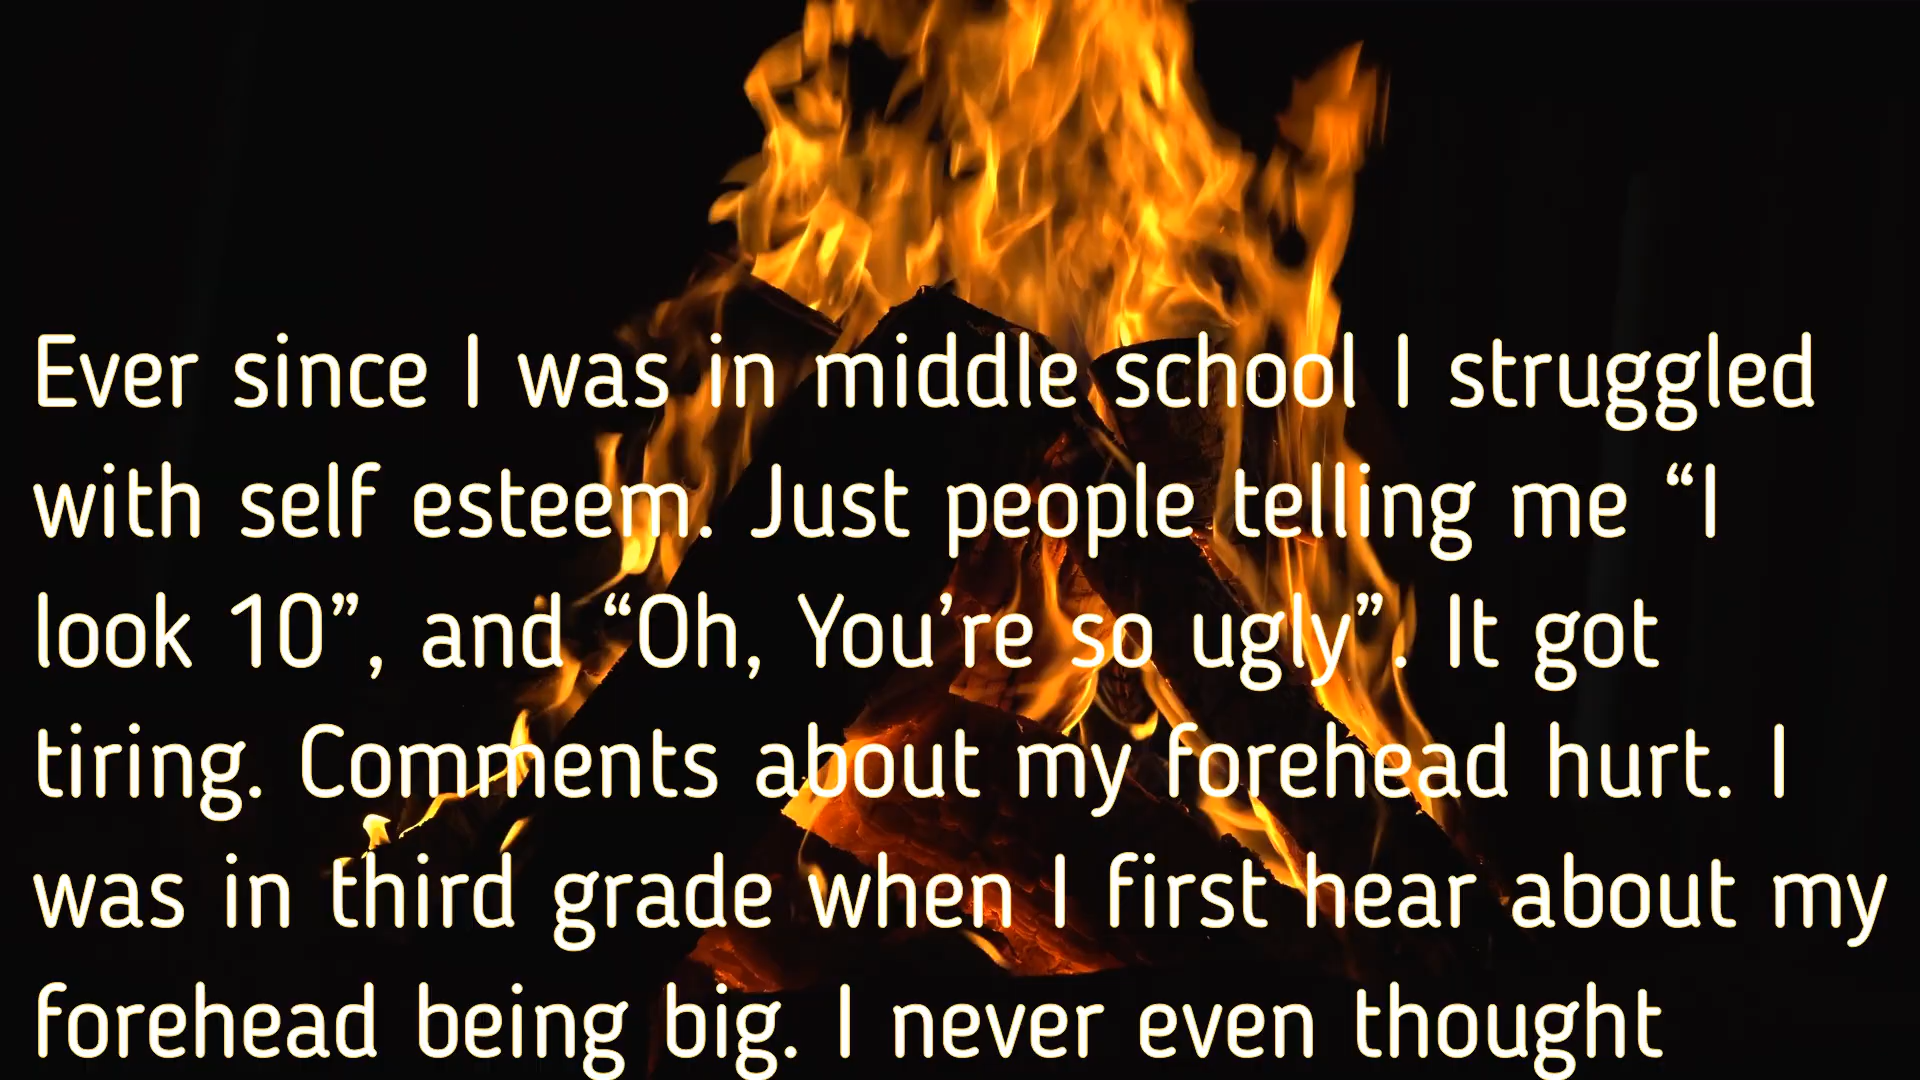 Ever since I was in middle school I struggled
with self esteem. Just people telling me “I
look 10”, and “Oh, You’re so ugly”. It got
tiring. Comments about my forehead hurt. I
was in third grade when I first hear about my
forehead being big. I never even thought